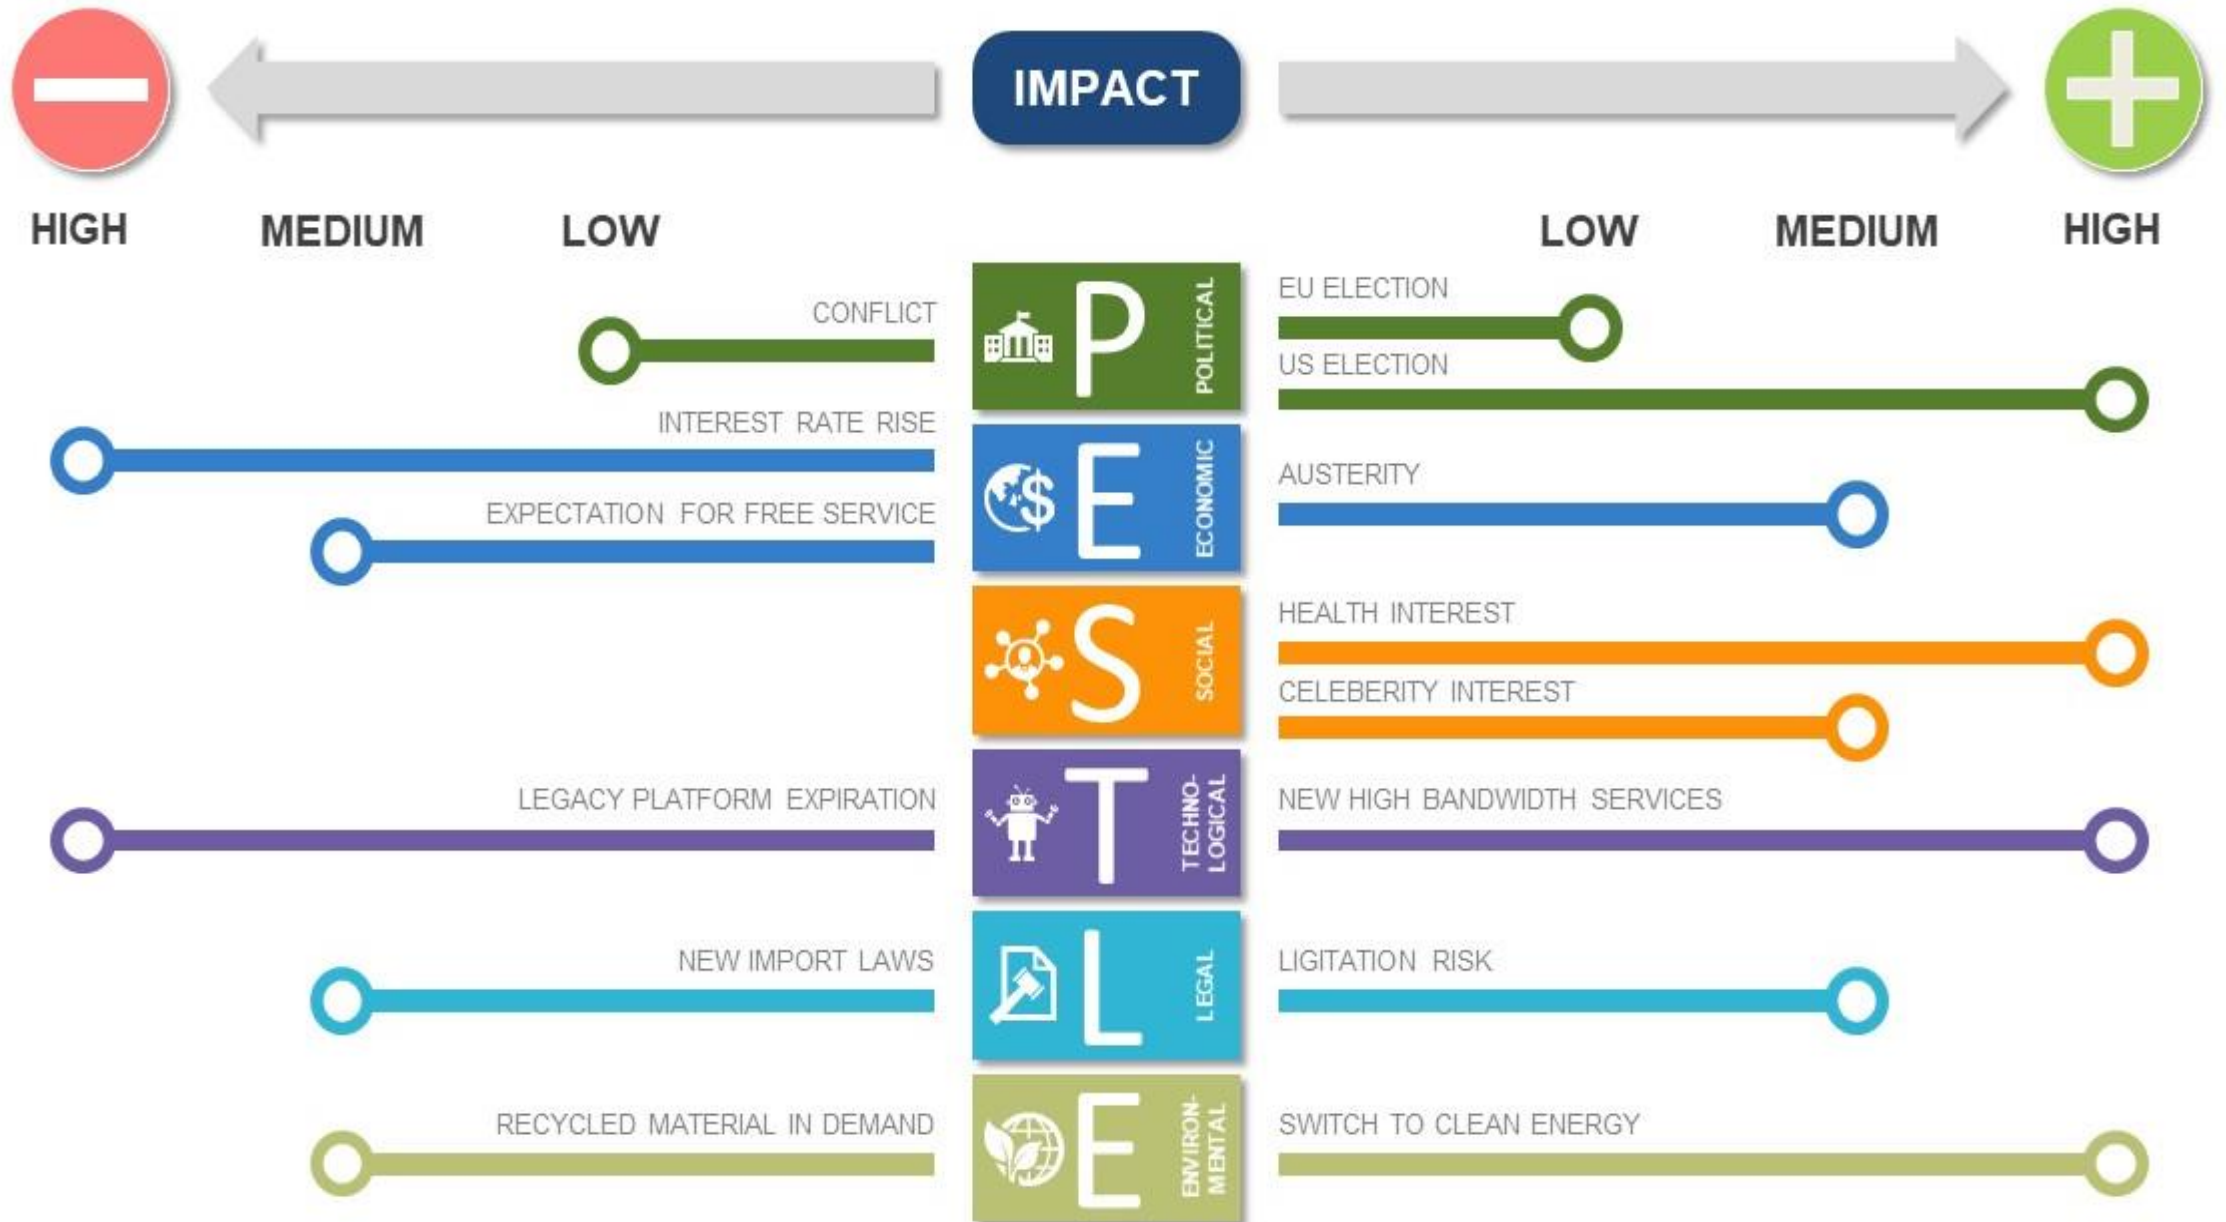 IMPACT
HIGH MEDIUM LOW LOW MEDIUM HIGH
CONFLICT
P POLITICAL
EU ELECTION
US ELECTION
INTEREST RATE RISE
EXPECTATION FOR FREE SERVICE
$ E ECONOMIC
AUSTERITY
S SOCIAL
HEALTH INTEREST
CELEBERITY INTEREST
LEGACY PLATFORM EXPIRATION
T TECHNO-
LOGICAL
NEW HIGH BANDWIDTH SERVICES
NEW IMPORT LAWS
L LEGAL
LIGITATION RISK
RECYCLED MATERIAL IN DEMAND
E ENVIRON-
MENTAL
SWITCH TO CLEAN ENERGY